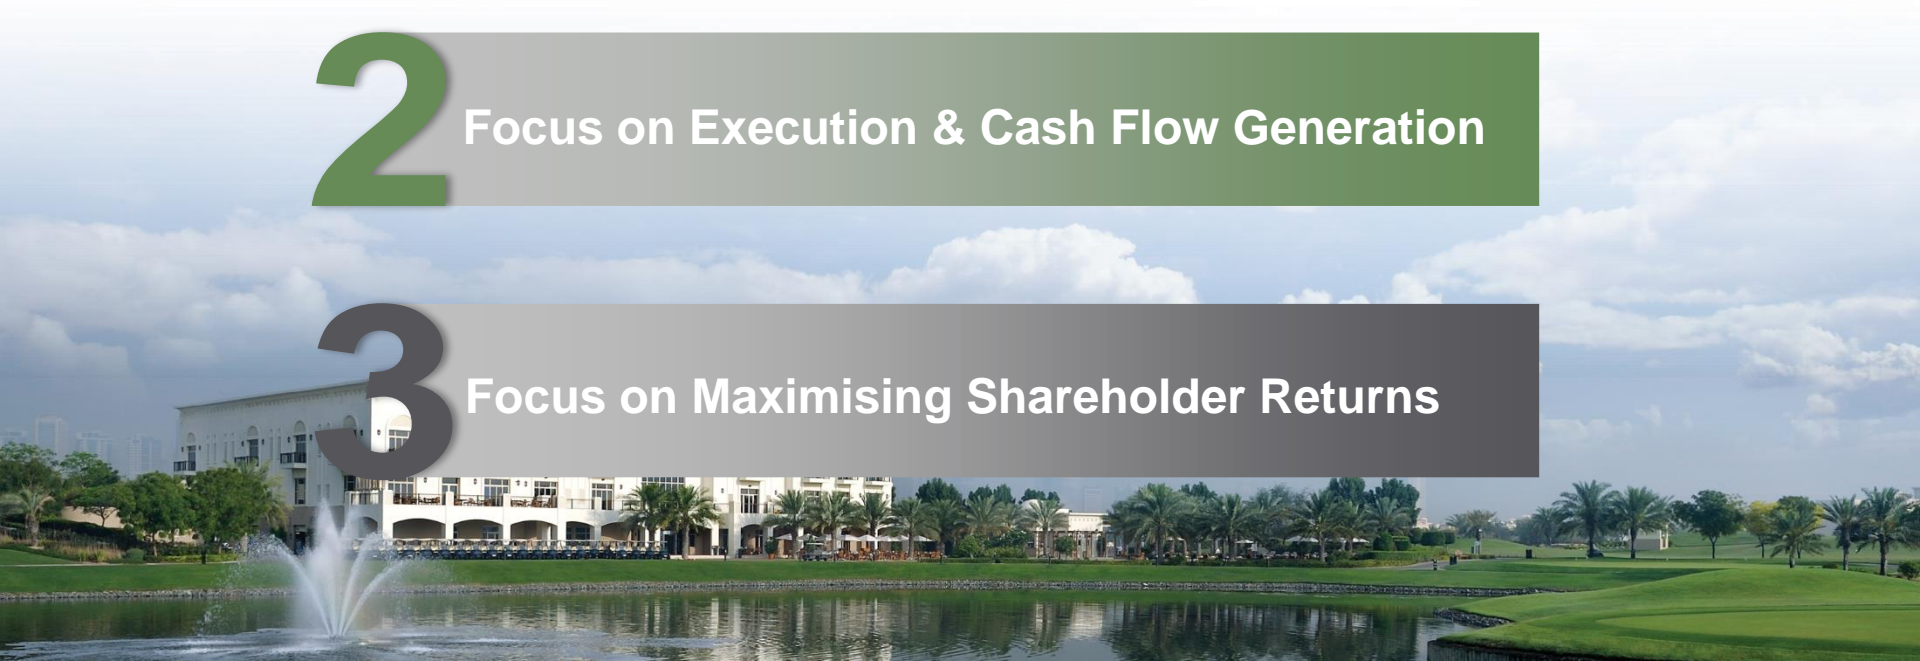 2
Focus on Execution & Cash Flow Generation
3
Focus on Maximising Shareholder Returns